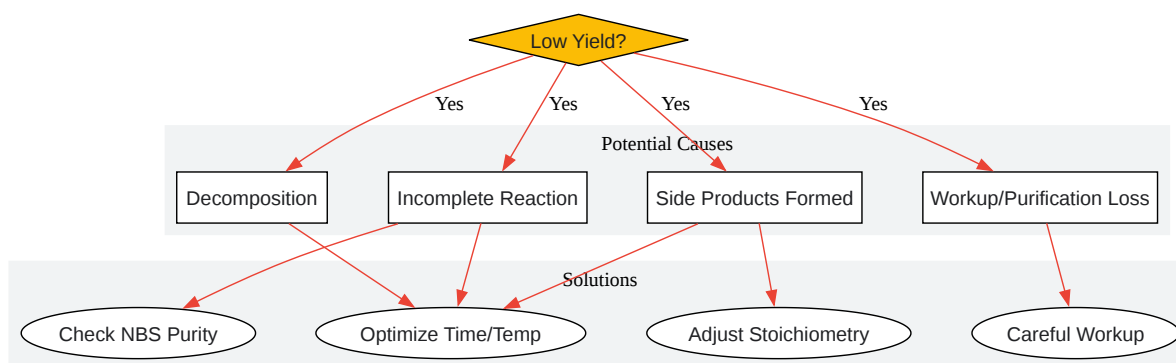 Low Yield?
Yes
Yes
Yes
Yes
Potential Causes
Decomposition
Incomplete Reaction
Side Products Formed
Workup/Purification Loss
Solutions
Check NBS Purity
Optimize Time/Temp
Adjust Stoichiometry
Careful Workup